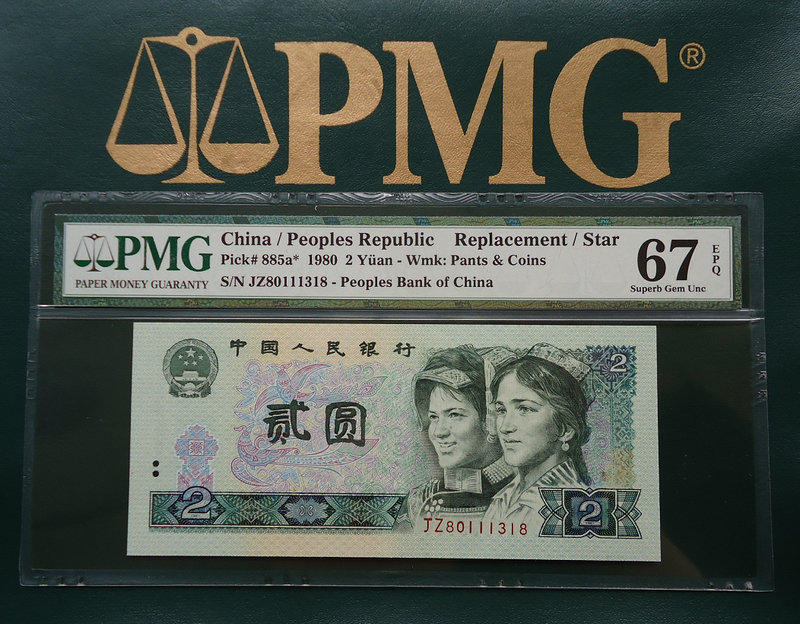 PMG®
PMG
PAPER MONEY GUARANTY
China / Peoples Republic Replacement / Star
Pick# 885a* 1980 2 Yüan - Wmk: Pants & Coins
S/N JZ80111318 - Peoples Bank of China
67 EPQ
Superb Gem Unc
中国人民银行
2
贰圆
2
JZ80111318
2